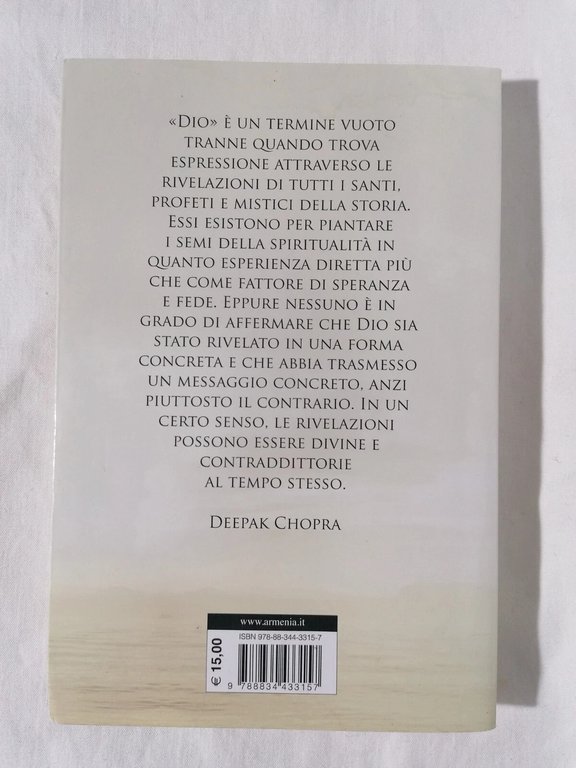 «Dio» è un termine vuoto
tranne quando trova
espressione attraverso le
rivelazioni di tutti i santi,
profeti e mistici della storia.
Essi esistono per piantare
i semi della spiritualità in
quanto esperienza diretta più
che come fattore di speranza
e fede. Eppure nessuno è in
grado di affermare che Dio sia
stato rivelato in una forma
concreta e che abbia trasmesso
un messaggio concreto, anzi
piuttosto il contrario. In un
certo senso, le rivelazioni
possono essere divine e
contraddittorie
al tempo stesso.
Deepak Chopra
www.armenia.it
ISBN 978-88-344-3315-7
€ 15,00
9 788834 433157